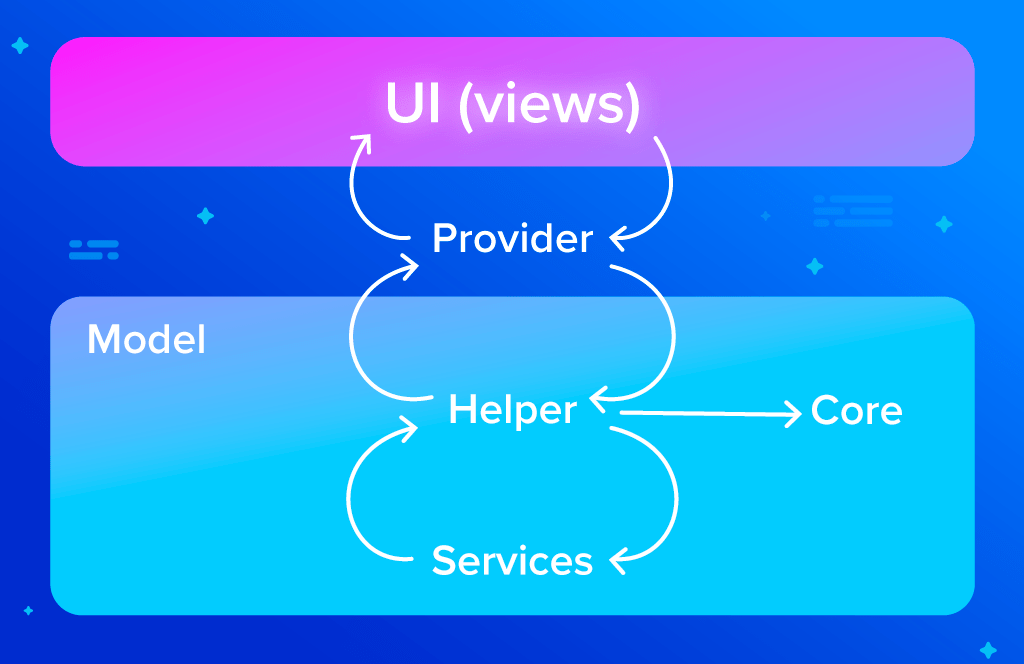 UI (views)
Provider
Model
Helper
Core
Services